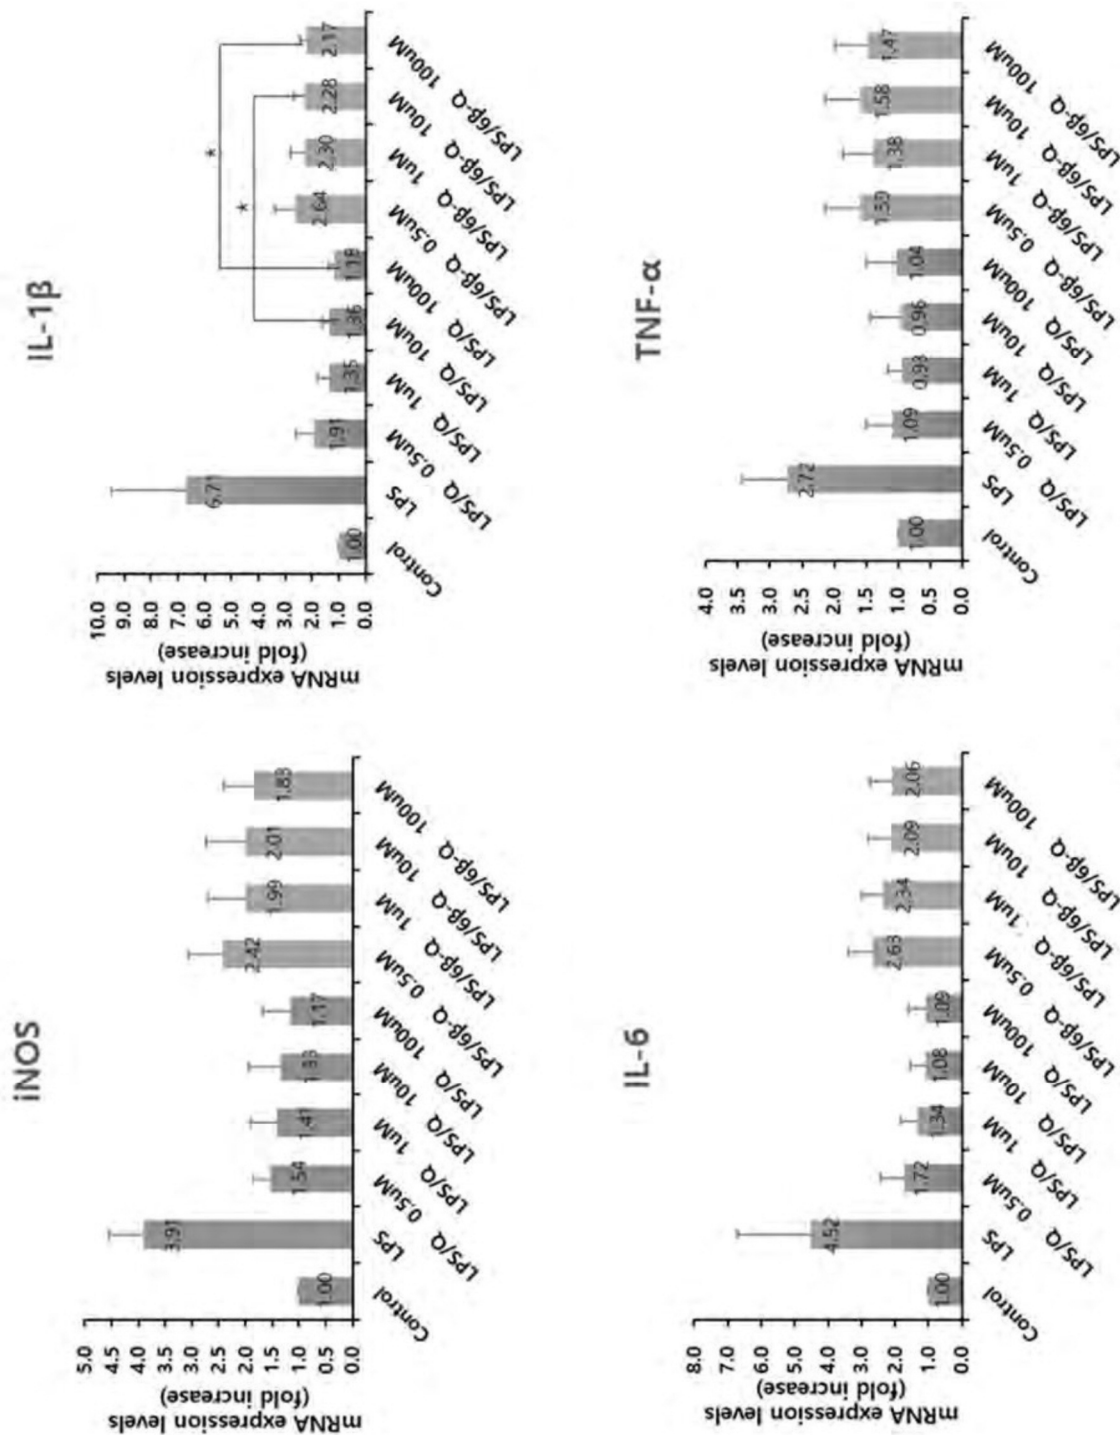 iNOS
mRNA expression levels
(fold increase)
5.0
4.5
4.0
3.5
3.0
2.5
2.0
1.5
1.0
0.5
0.0
1.00
3.91
1.54
1.41
1.33
1.17
2.42
1.99
2.01
1.83
Control
LPS
LPS/Q 0.5uM
LPS/Q 1uM
LPS/Q 10uM
LPS/Q 100uM
LPS/6β-Q 0.5uM
LPS/6β-Q 1uM
LPS/6β-Q 10uM
LPS/6β-Q 100uM
IL-1β
mRNA expression levels
(fold increase)
10.0
9.0
8.0
7.0
6.0
5.0
4.0
3.0
2.0
1.0
0.0
*
*
1.00
6.71
1.91
1.35
1.36
1.18
2.64
2.30
2.28
2.17
Control
LPS
LPS/Q 0.5uM
LPS/Q 1uM
LPS/Q 10uM
LPS/Q 100uM
LPS/6β-Q 0.5uM
LPS/6β-Q 1uM
LPS/6β-Q 10uM
LPS/6β-Q 100uM
IL-6
mRNA expression levels
(fold increase)
8.0
7.0
6.0
5.0
4.0
3.0
2.0
1.0
0.0
1.00
4.52
1.72
1.34
1.08
1.09
2.63
2.34
2.09
2.06
Control
LPS
LPS/Q 0.5uM
LPS/Q 1uM
LPS/Q 10uM
LPS/Q 100uM
LPS/6β-Q 0.5uM
LPS/6β-Q 1uM
LPS/6β-Q 10uM
LPS/6β-Q 100uM
TNF-α
mRNA expression levels
(fold increase)
4.0
3.5
3.0
2.5
2.0
1.5
1.0
0.5
0.0
1.00
2.72
1.09
0.93
0.96
1.04
1.59
1.38
1.58
1.47
Control
LPS
LPS/Q 0.5uM
LPS/Q 1uM
LPS/Q 10uM
LPS/Q 100uM
LPS/6β-Q 0.5uM
LPS/6β-Q 1uM
LPS/6β-Q 10uM
LPS/6β-Q 100uM